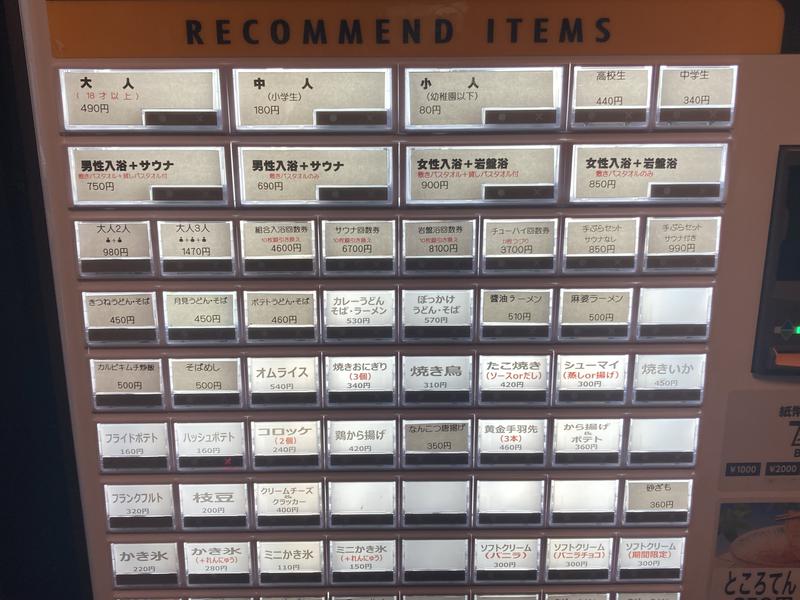 RECOMMEND ITEMS
大 人
(18才以上)
490円
中 人
(小学生)
180円
小 人
(幼稚園以下)
80円
高校生
440円
中学生
340円
男性入浴+サウナ
敷きバスタオル+貸しバスタオル付
750円
男性入浴+サウナ
敷きバスタオルのみ
690円
女性入浴+岩盤浴
敷きバスタオル+貸しバスタオル付
900円
女性入浴+岩盤浴
敷きバスタオルのみ
850円
大人2人
980円
大人3人
1470円
組合入浴回数券
10枚綴引き換え
4600円
サウナ回数券
10枚綴引き換え
6700円
岩盤浴回数券
10枚綴引き換え
8100円
チューハイ回数券
3700円
手ぶらセット
サウナなし
850円
手ぶらセット
サウナ付き
990円
きつねうどん・そば
450円
月見うどん・そば
450円
ポテトうどん・そば
460円
カレーうどん
そば・ラーメン
530円
ぼっかけ
うどん・そば
570円
醤油ラーメン
510円
麻婆ラーメン
500円
カルビキムチ炒飯
500円
そばめし
500円
オムライス
540円
焼きおにぎり
(3個)
340円
焼き鳥
310円
たこ焼き
(ソースorだし)
420円
シューマイ
(蒸しor揚げ)
300円
焼きいか
450円
フライドポテト
160円
ハッシュポテト
160円
コロッケ
(2個)
240円
鶏から揚げ
420円
なんこつ唐揚げ
350円
黄金手羽先
(3本)
460円
から揚げ
&
ポテト
360円
フランクフルト
320円
枝豆
200円
クリームチーズ
&
クラッカー
400円
砂ずも
360円
かき氷
220円
かき氷
(+れんにゅう)
280円
ミニかき氷
110円
ミニかき氷
(+れんにゅう)
150円
ソフトクリーム
(バニラ)
300円
ソフトクリーム
(バニラチョコ)
300円
ソフトクリーム
(期間限定)
300円
紙幣
¥1000
¥2000
ところてん